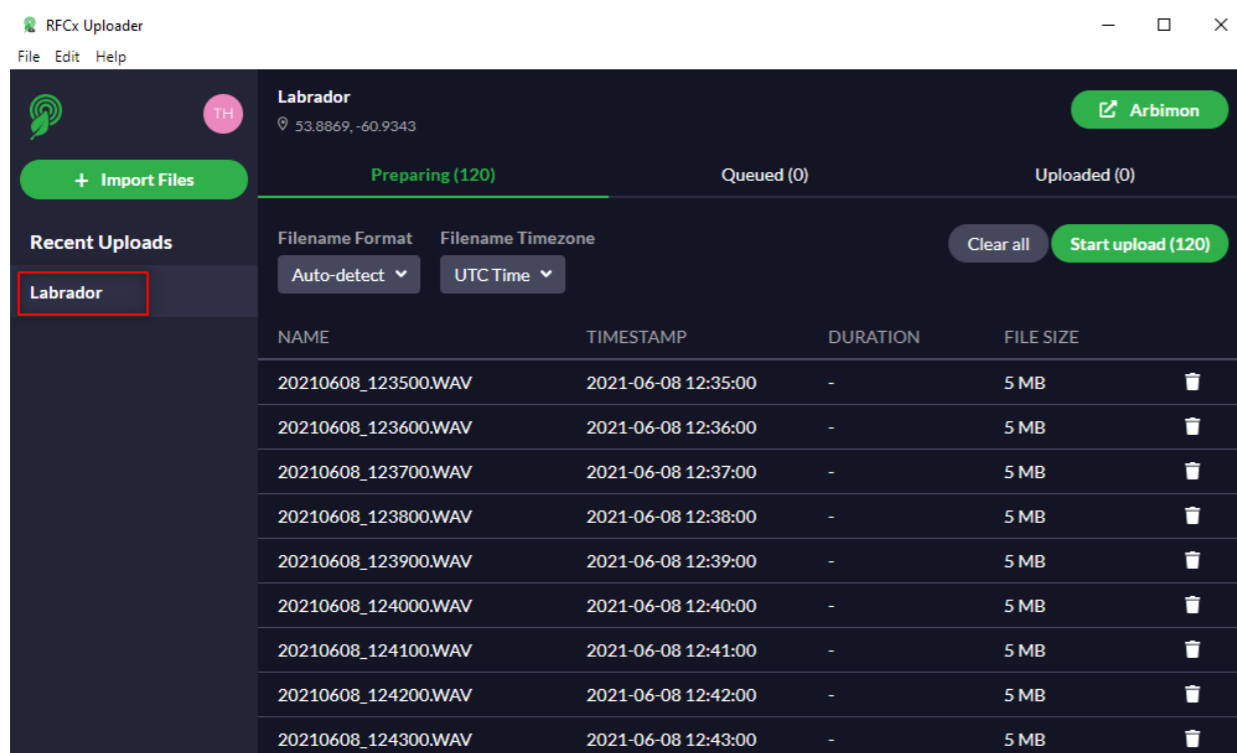 RFCx Uploader
File Edit Help
TH
Labrador
53.8869, -60.9343
Arbimon
+ Import Files
Preparing (120) Queued (0) Uploaded (0)
Recent Uploads
Labrador
Filename Format Filename Timezone
Auto-detect UTC Time
Clear all Start upload (120)
NAME TIMESTAMP DURATION FILE SIZE
20210608_123500.WAV 2021-06-08 12:35:00 - 5 MB
20210608_123600.WAV 2021-06-08 12:36:00 - 5 MB
20210608_123700.WAV 2021-06-08 12:37:00 - 5 MB
20210608_123800.WAV 2021-06-08 12:38:00 - 5 MB
20210608_123900.WAV 2021-06-08 12:39:00 - 5 MB
20210608_124000.WAV 2021-06-08 12:40:00 - 5 MB
20210608_124100.WAV 2021-06-08 12:41:00 - 5 MB
20210608_124200.WAV 2021-06-08 12:42:00 - 5 MB
20210608_124300.WAV 2021-06-08 12:43:00 - 5 MB